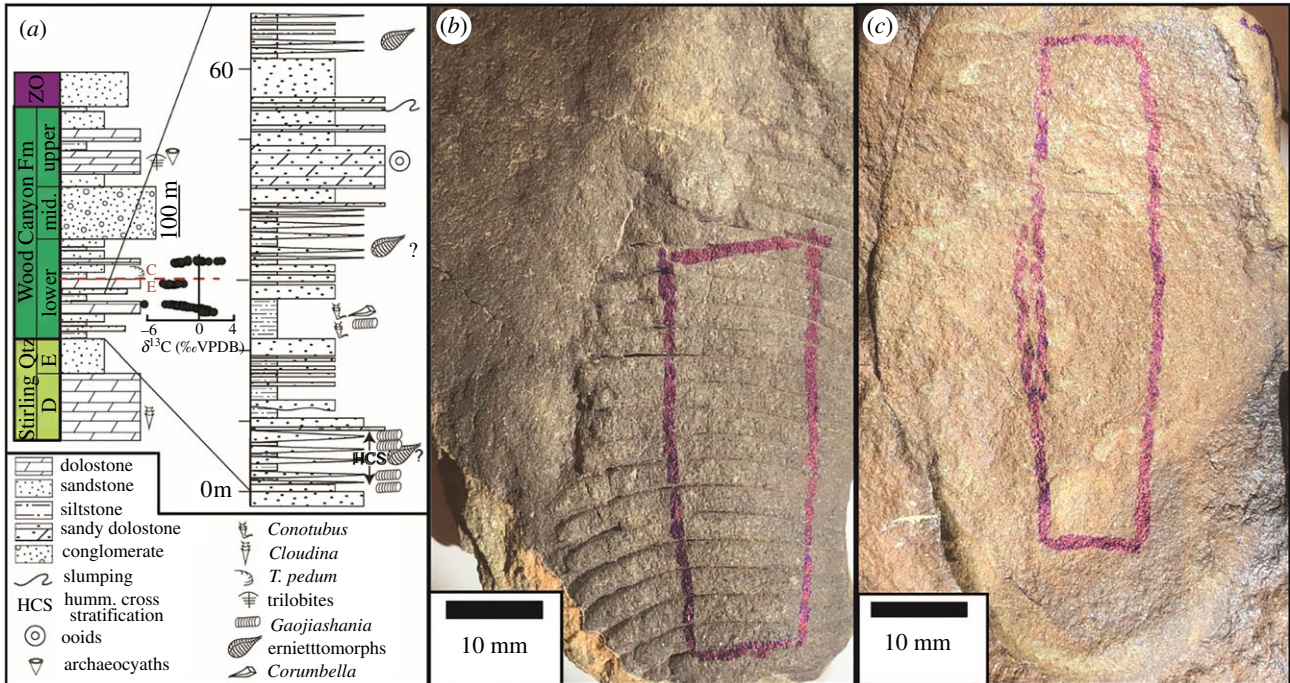 (a)
ZO
Wood Canyon Fm
upper
mid.
lower
Stirling Qtz
E
D
100 m
C
E
–6 0 4
δ¹³C (‰VPDB)
60
?
HCS
?
0m
dolostone
sandstone
siltstone
sandy dolostone
conglomerate
slumping
HCS humm. cross
stratification
ooids
archaeocyaths
Conotubus
Cloudina
T. pedum
trilobites
Gaojiashania
ernietttomorphs
Corumbella
(b)
10 mm
(c)
10 mm